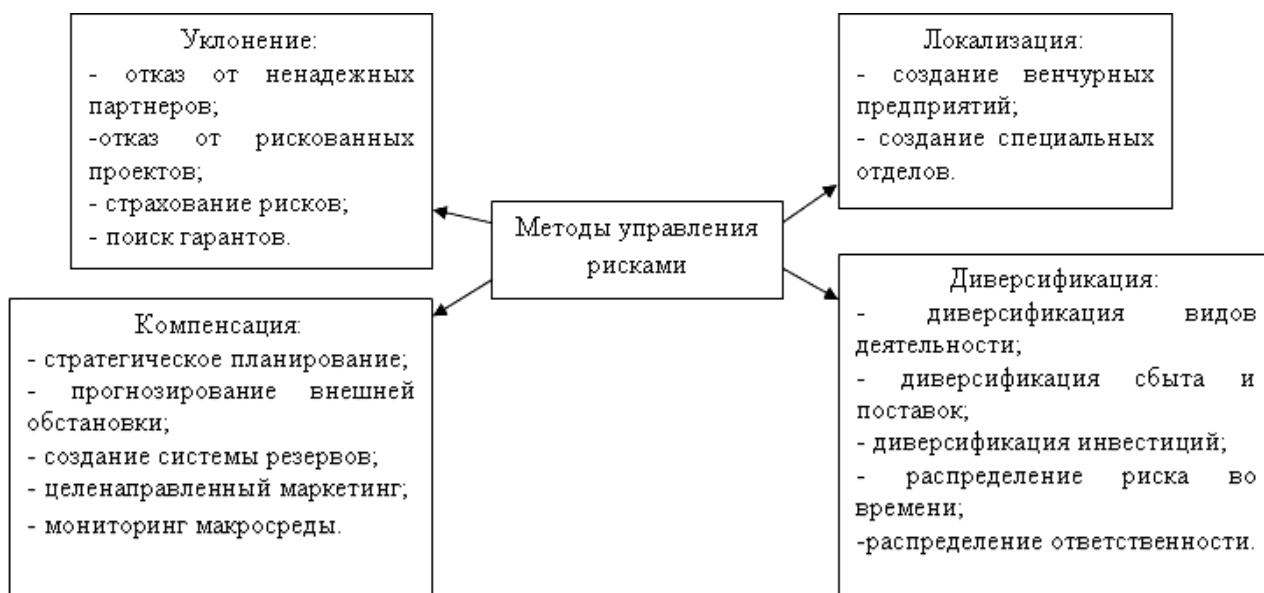 Уклонение:
- отказ от ненадежных
партнеров;
-отказ от рискованных
проектов;
- страхование рисков;
- поиск гарантов.
Локализация:
- создание венчурных
предприятий;
- создание специальных
отделов.
Методы управления
рисками
Компенсация:
- стратегическое планирование;
- прогнозирование внешней
обстановки;
- создание системы резервов;
- целенаправленный маркетинг;
- мониторинг макросреды.
Диверсификация:
- диверсификация видов
деятельности;
- диверсификация сбыта и
поставок;
- диверсификация инвестиций;
- распределение риска во
времени;
-распределение ответственности.